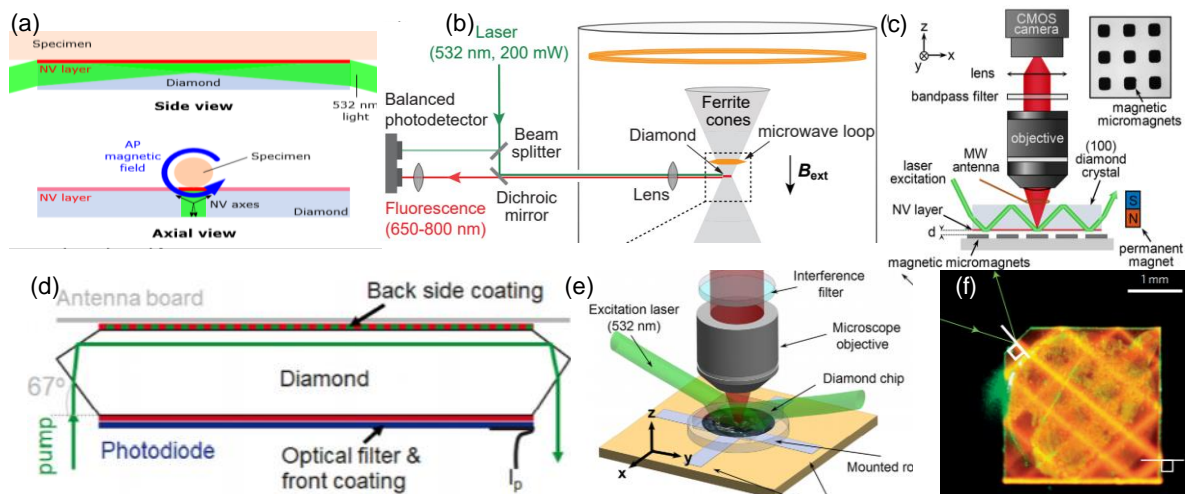 (a)
Specimen
NV layer
Diamond
Side view
532 nm
light
AP
magnetic
field
Specimen
NV layer
NV axes
Diamond
Axial view
(b)
Laser
(532 nm, 200 mW)
Balanced
photodetector
Beam
splitter
Dichroic
mirror
Fluorescence
(650-800 nm)
Lens
Diamond
Ferrite
cones
microwave loop
B ext
(c)
z
y
x
CMOS
camera
lens
bandpass filter
objective
magnetic
micromagnets
laser
excitation
MW
antenna
(100)
diamond
crystal
NV layer
d
S
N
permanent
magnet
magnetic micromagnets
(d)
Antenna board
Back side coating
Diamond
67°
pump
Photodiode
Optical filter &
front coating
Ip
(e)
Interference
filter
Excitation laser
(532 nm)
Microscope
objective
Diamond chip
z
y
x
Mounted ro
(f)
1 mm